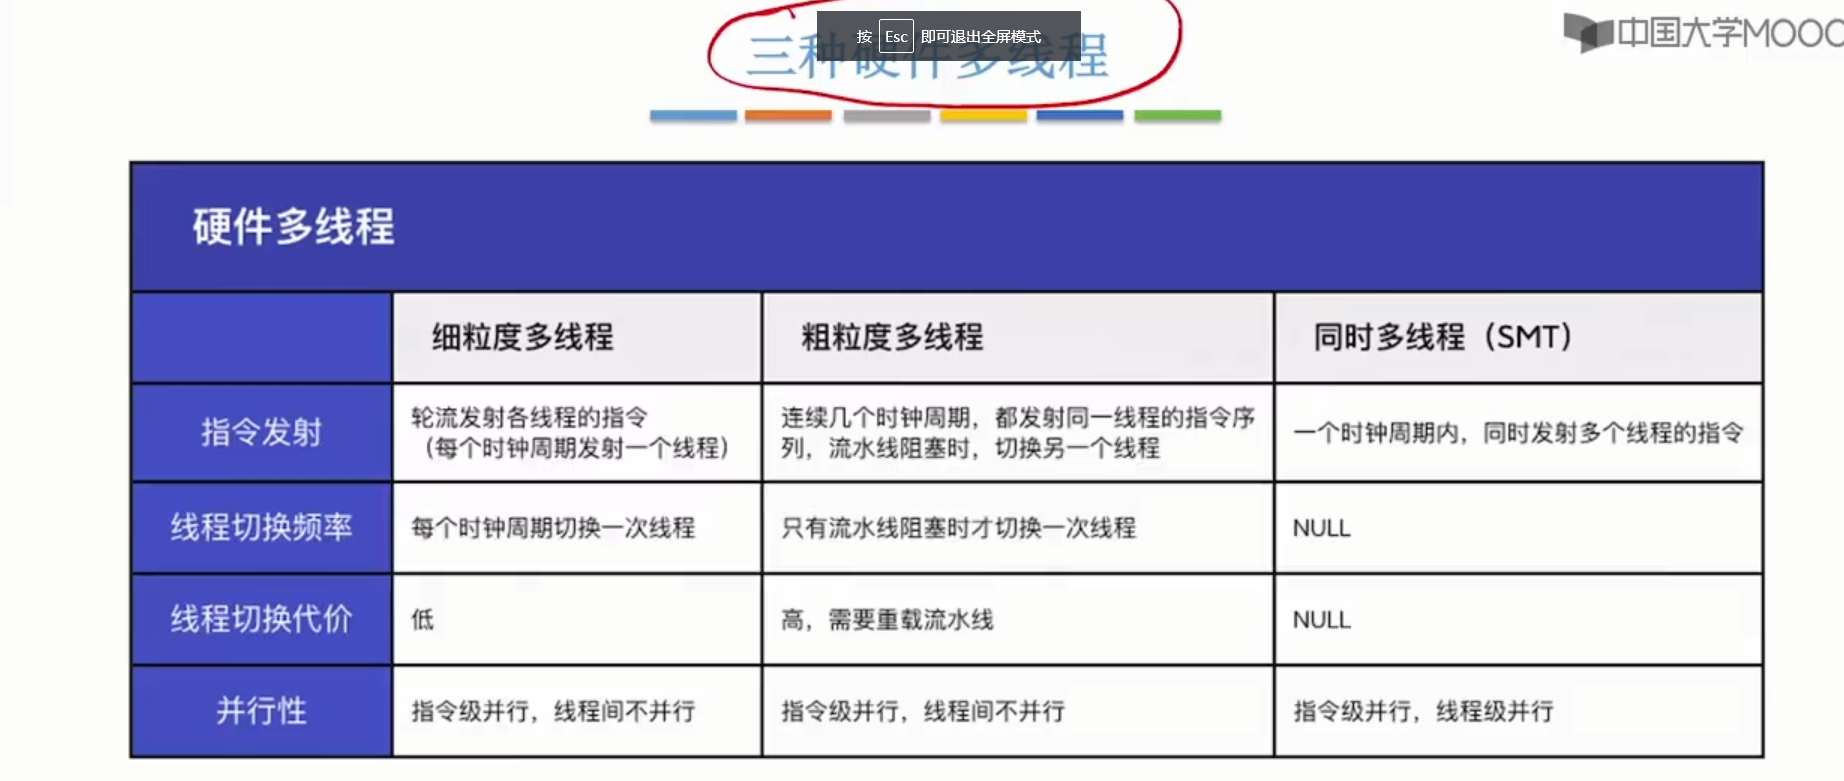 按 Esc 即可退出全屏模式
三种硬件多线程
中国大学MOOC
硬件多线程
细粒度多线程
粗粒度多线程
同时多线程（SMT）
指令发射
轮流发射各线程的指令
（每个时钟周期发射一个线程）
连续几个时钟周期，都发射同一线程的指令序
列，流水线阻塞时，切换另一个线程
一个时钟周期内，同时发射多个线程的指令
线程切换频率
每个时钟周期切换一次线程
只有流水线阻塞时才切换一次线程
NULL
线程切换代价
低
高，需要重载流水线
NULL
并行性
指令级并行，线程间不并行
指令级并行，线程间不并行
指令级并行，线程级并行